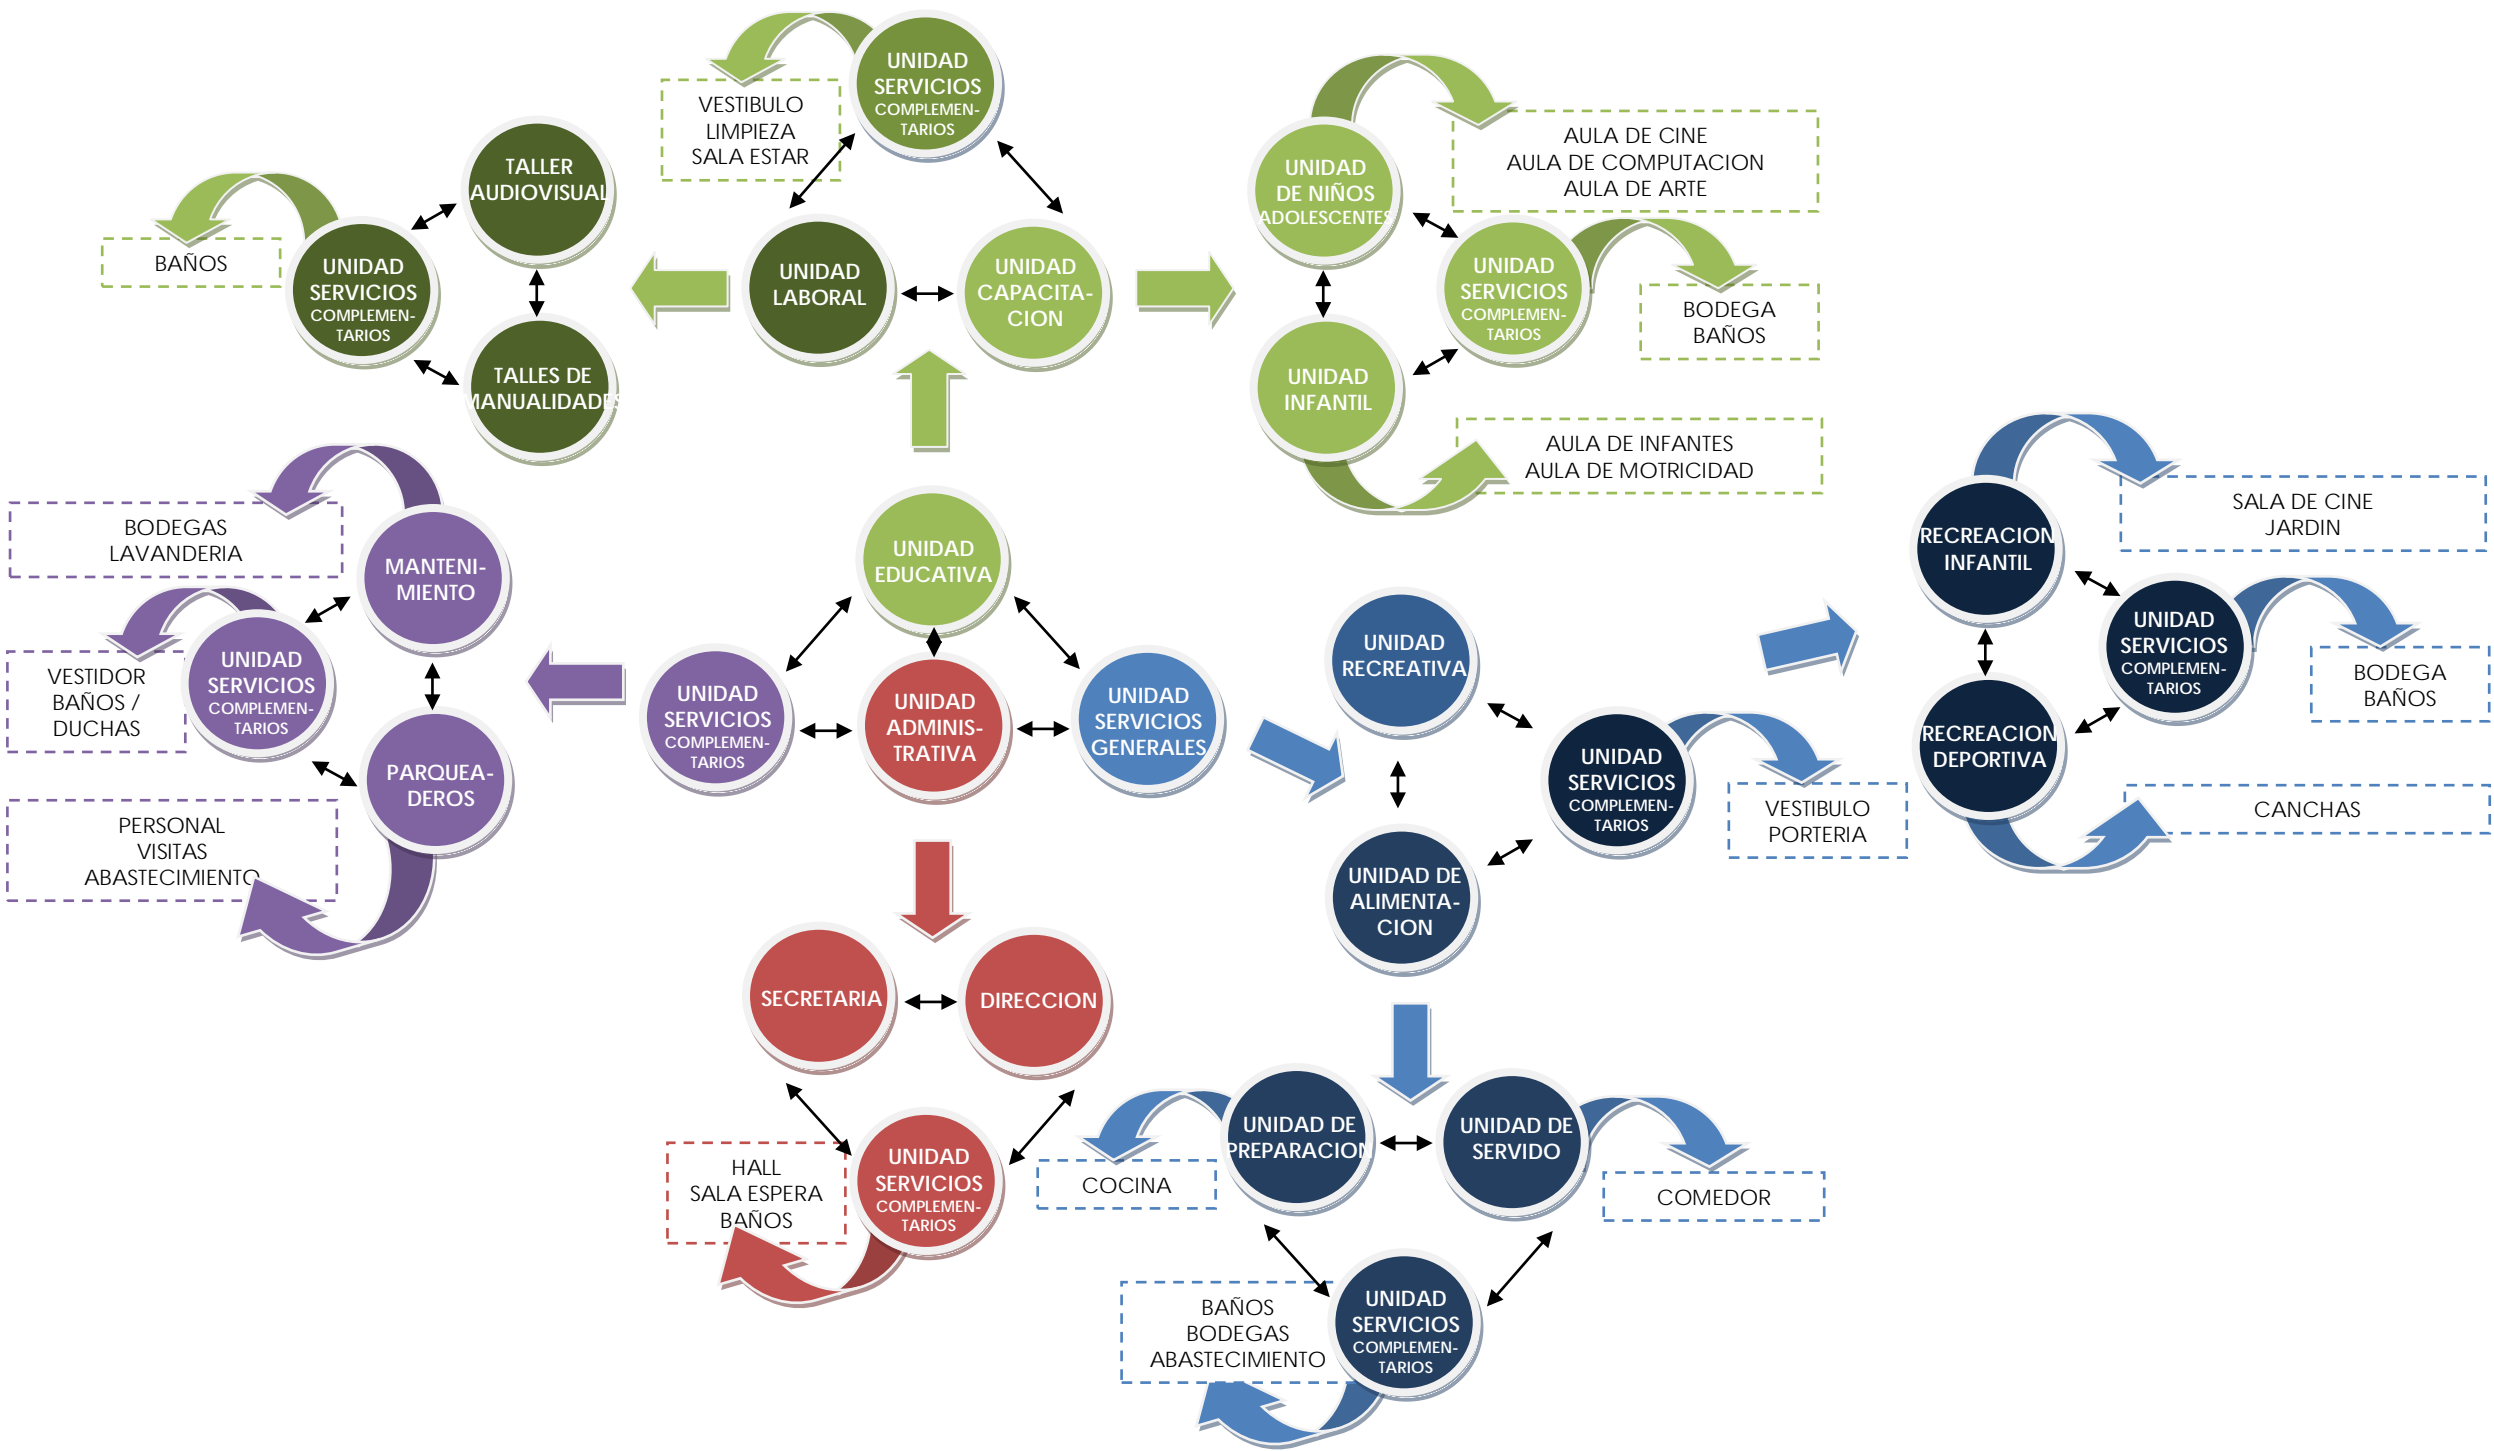 UNIDAD
SERVICIOS
COMPLEMEN-
TARIOS
VESTIBULO
LIMPIEZA
SALA ESTAR
UNIDAD
LABORAL
UNIDAD
CAPACITA-
CION
TALLER
AUDIOVISUAL
UNIDAD
SERVICIOS
COMPLEMEN-
TARIOS
BAÑOS
TALLES DE
MANUALIDADES
UNIDAD
DE NIÑOS
ADOLESCENTES
AULA DE CINE
AULA DE COMPUTACION
AULA DE ARTE
UNIDAD
SERVICIOS
COMPLEMEN-
TARIOS
BODEGA
BAÑOS
UNIDAD
INFANTIL
AULA DE INFANTES
AULA DE MOTRICIDAD
BODEGAS
LAVANDERIA
MANTENI-
MIENTO
UNIDAD
SERVICIOS
COMPLEMEN-
TARIOS
VESTIDOR
BAÑOS /
DUCHAS
PARQUEA-
DEROS
PERSONAL
VISITAS
ABASTECIMIENTO
UNIDAD
EDUCATIVA
UNIDAD
SERVICIOS
COMPLEMEN-
TARIOS
UNIDAD
ADMINIS-
TRATIVA
UNIDAD
SERVICIOS
GENERALES
UNIDAD
RECREATIVA
UNIDAD
SERVICIOS
COMPLEMEN-
TARIOS
VESTIBULO
PORTERIA
UNIDAD DE
ALIMENTA-
CION
RECREACION
INFANTIL
SALA DE CINE
JARDIN
UNIDAD
SERVICIOS
COMPLEMEN-
TARIOS
BODEGA
BAÑOS
RECREACION
DEPORTIVA
CANCHAS
SECRETARIA
DIRECCION
UNIDAD
SERVICIOS
COMPLEMEN-
TARIOS
HALL
SALA ESPERA
BAÑOS
UNIDAD DE
PREPARACION
COCINA
UNIDAD DE
SERVIDO
COMEDOR
UNIDAD
SERVICIOS
COMPLEMEN-
TARIOS
BAÑOS
BODEGAS
ABASTECIMIENTO